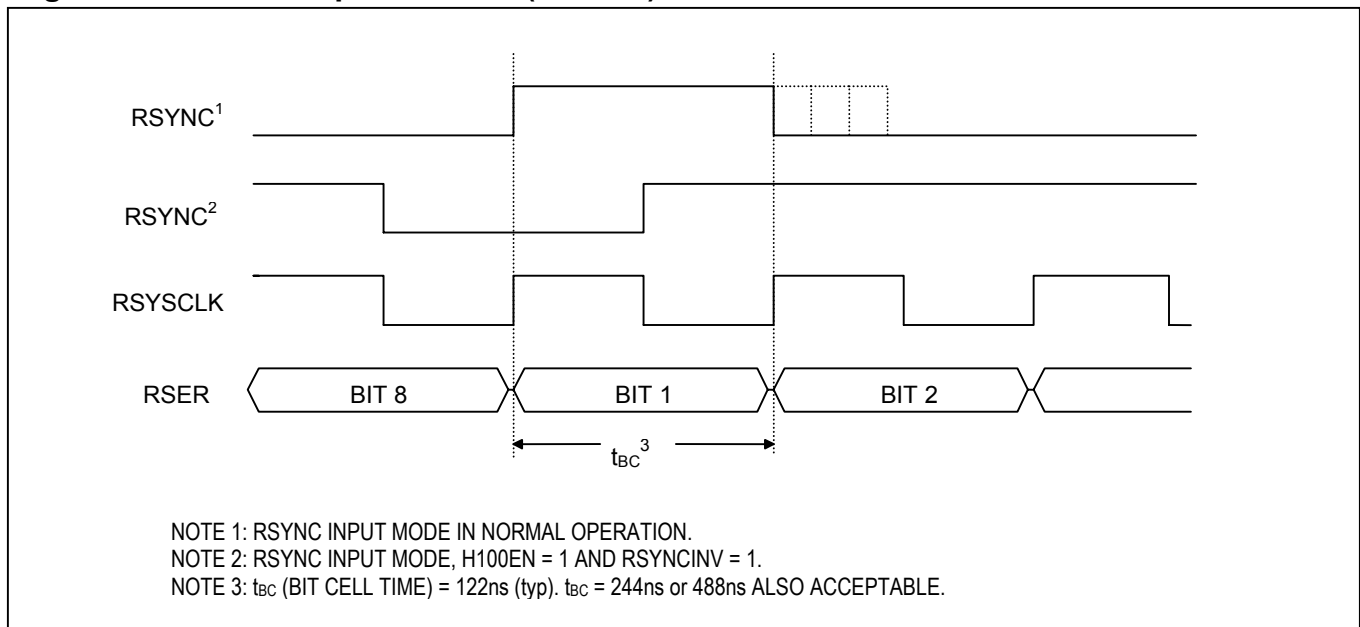 RSYNC¹
RSYNC²
RSYSCLK
RSER
BIT 8
BIT 1
BIT 2
tBC³
NOTE 1: RSYNC INPUT MODE IN NORMAL OPERATION.
NOTE 2: RSYNC INPUT MODE, H100EN = 1 AND RSYNCINV = 1.
NOTE 3: tBC (BIT CELL TIME) = 122ns (typ). tBC = 244ns or 488ns ALSO ACCEPTABLE.